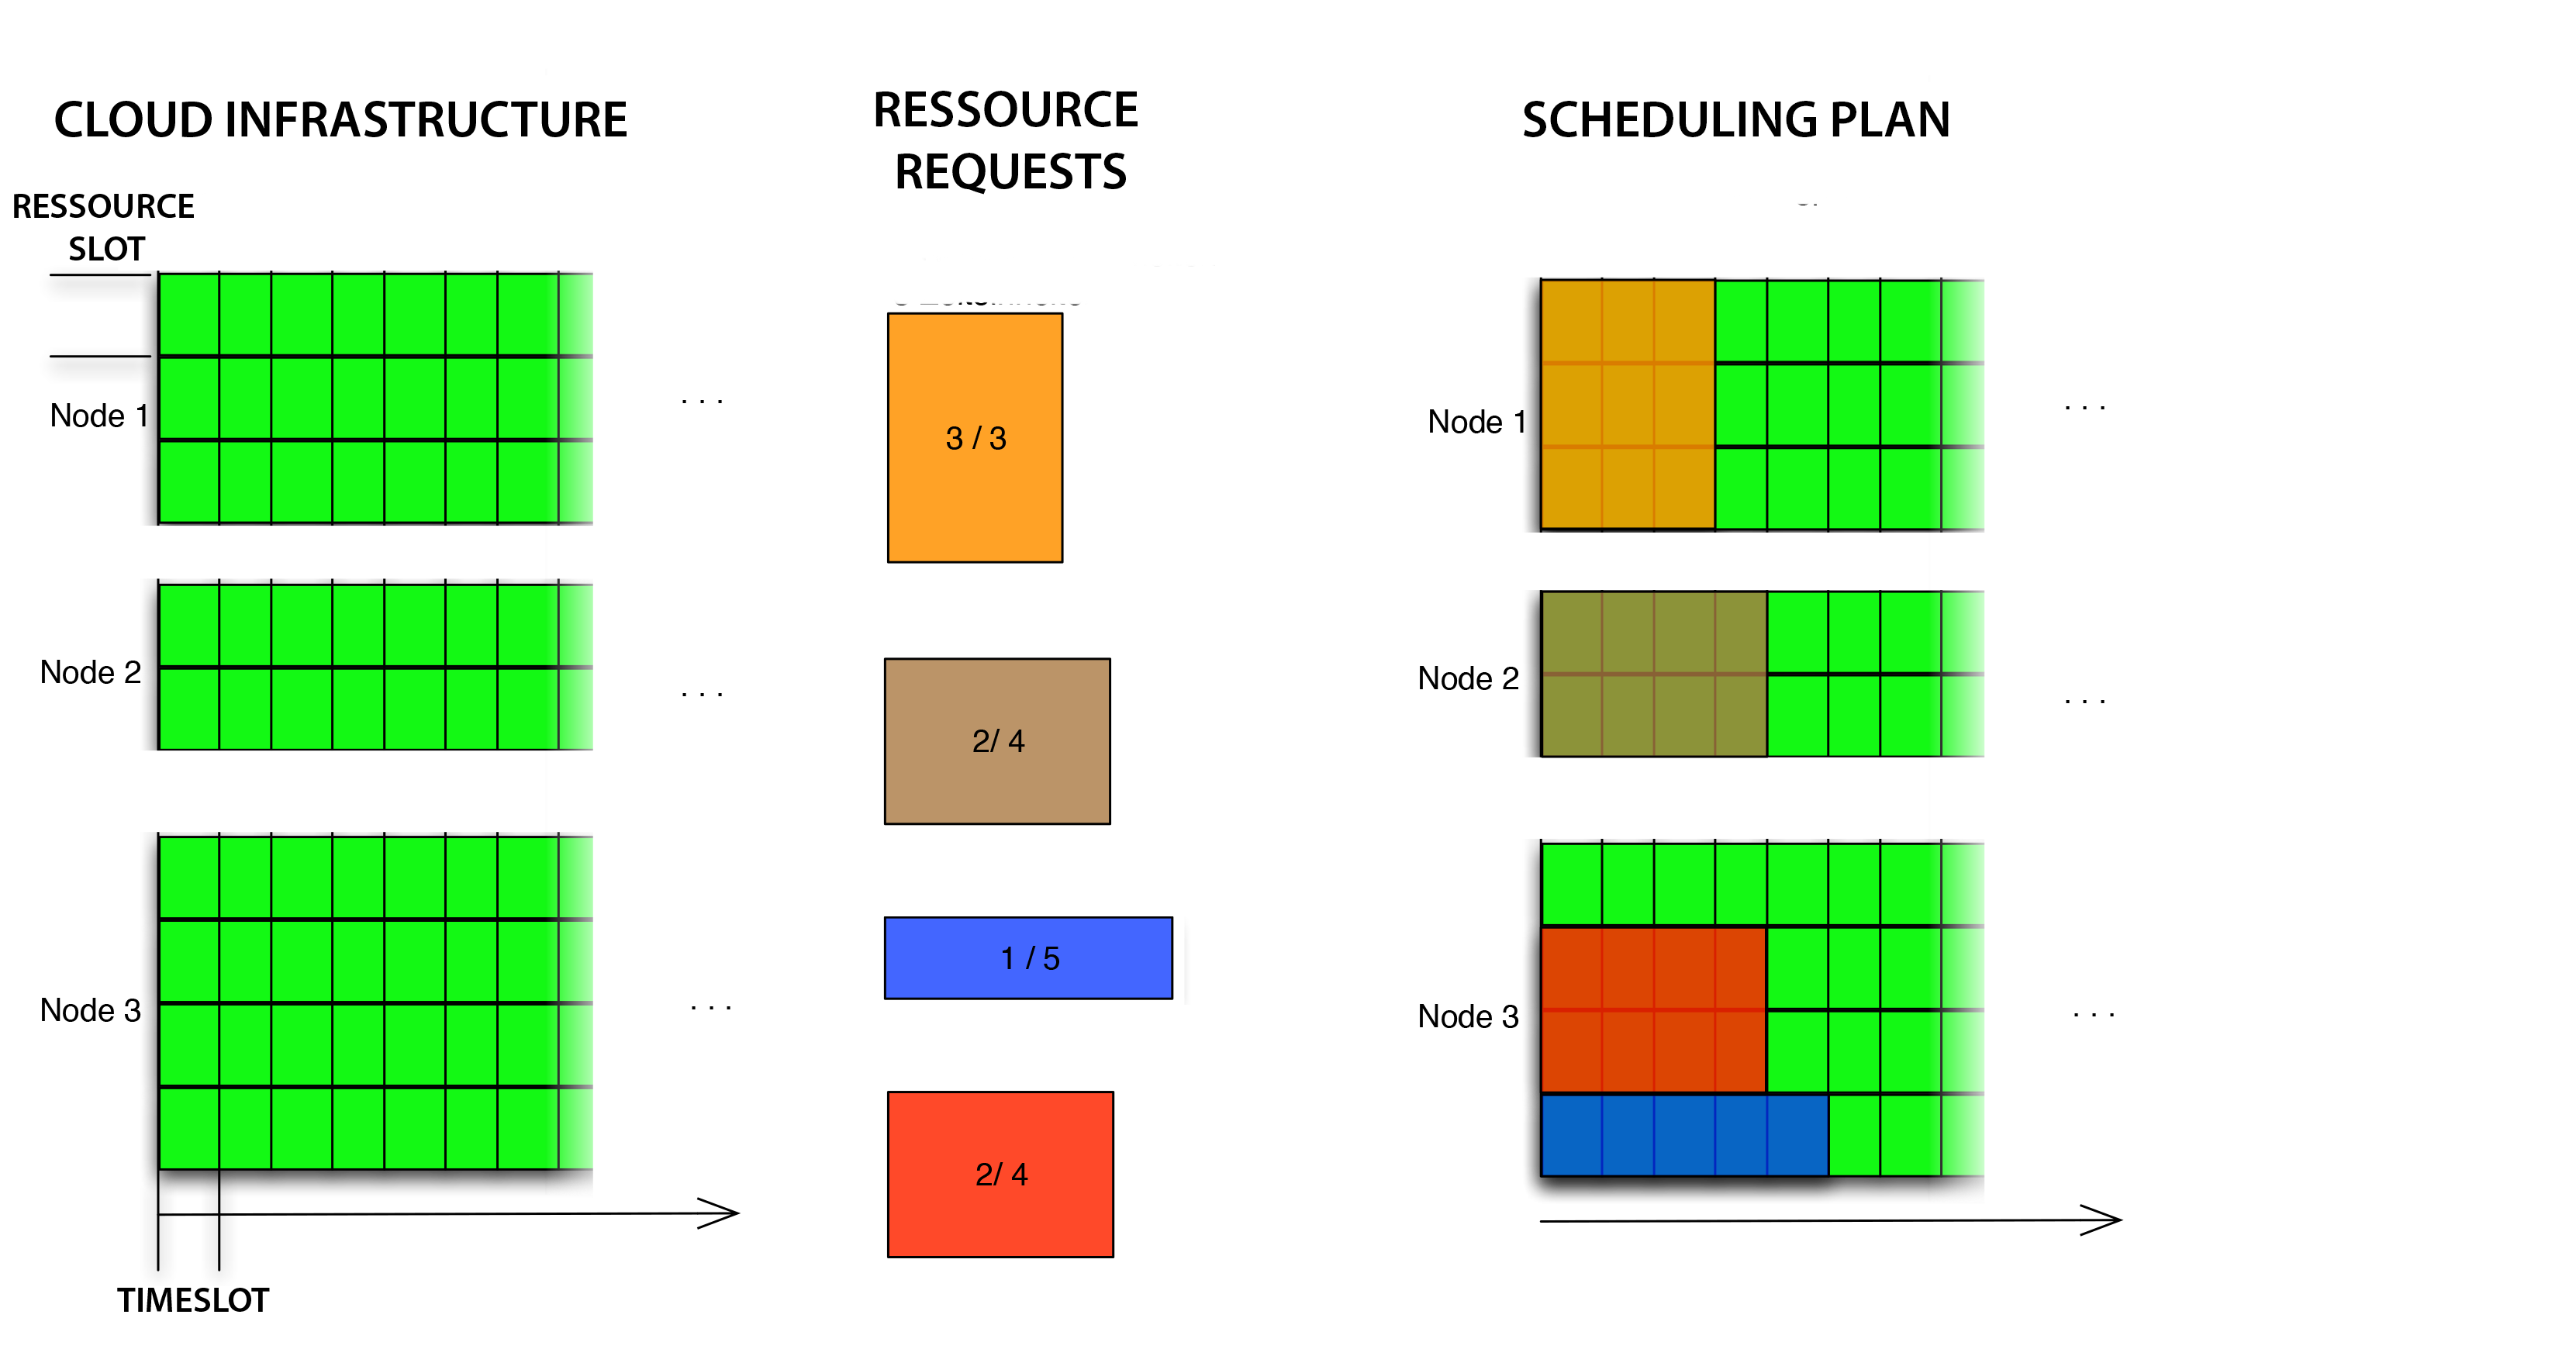 CLOUD INFRASTRUCTURE
RESSOURCE
SLOT
Node 1
. . .
Node 2
. . .
Node 3
. . .
TIMESLOT
RESSOURCE
REQUESTS
3 / 3
2/ 4
1 / 5
2/ 4
SCHEDULING PLAN
Node 1
. . .
Node 2
. . .
Node 3
. . .